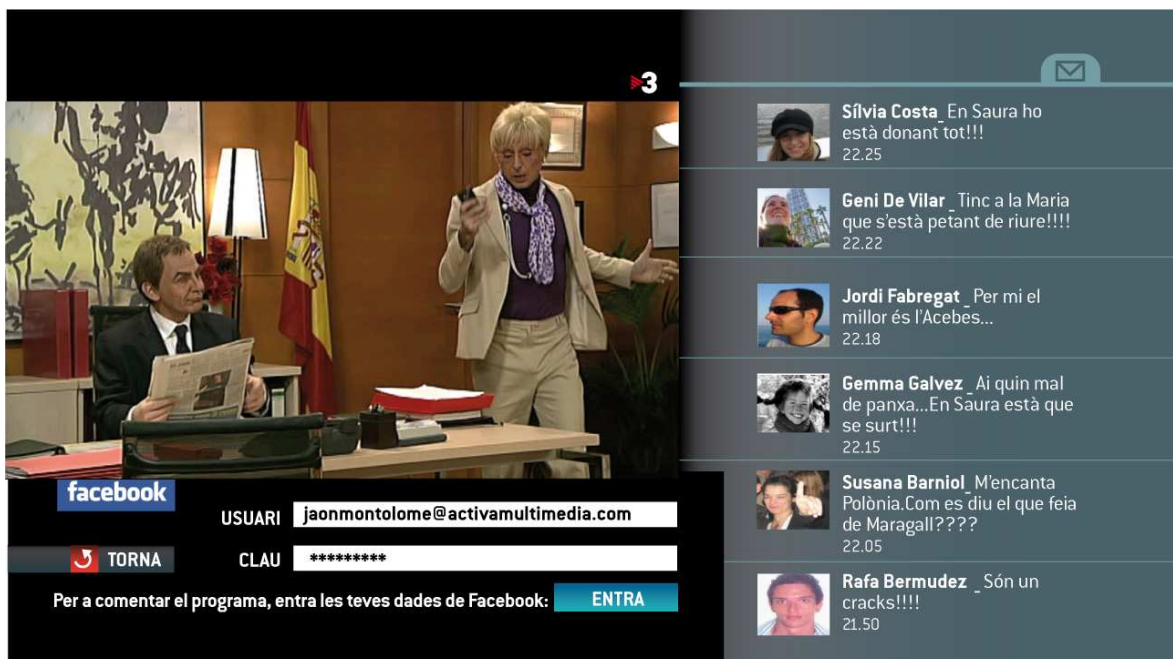 3
Sílvia Costa_ En Saura ho
està donant tot!!!
22.25
Geni De Vilar _ Tinc a la Maria
que s'està petant de riure!!!!
22.22
Jordi Fabregat _ Per mi el
millor és l'Acebes...
22.18
Gemma Galvez _ Ai quin mal
de panxa...En Saura està que
se surt!!!
22.15
Susana Barniol_ M'encanta
Polònia.Com es diu el que feia
de Maragall????
22.05
Rafa Bermudez _ Són un
cracks!!!!
21.50
facebook
USUARI jaonmontolome@activamultimedia.com
TORNA CLAU *********
Per a comentar el programa, entra les teves dades de Facebook: ENTRA